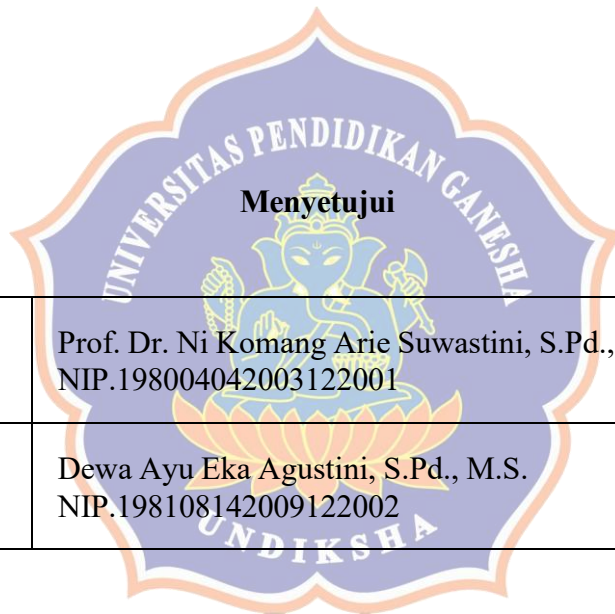 UNIVERSITAS PENDIDIKAN GANESHA
Menyetujui
Prof. Dr. Ni Komang Arie Suwastini, S.Pd.,
NIP.198004042003122001
Dewa Ayu Eka Agustini, S.Pd., M.S.
NIP.198108142009122002
UNDIKSHA